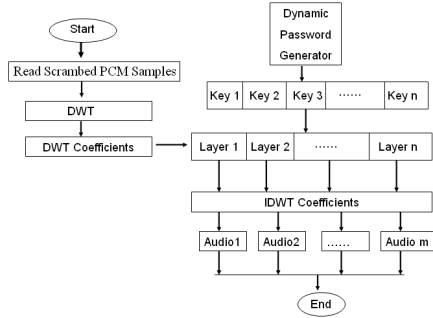 Start
Read Scrambed PCM Samples
DWT
DWT Coefficients
Dynamic
Password
Generator
Key 1 Key 2 Key 3 ...... Key n
Layer 1 Layer 2 ...... Layer n
IDWT Coefficients
Audio1 Audio2 ...... Audio m
End